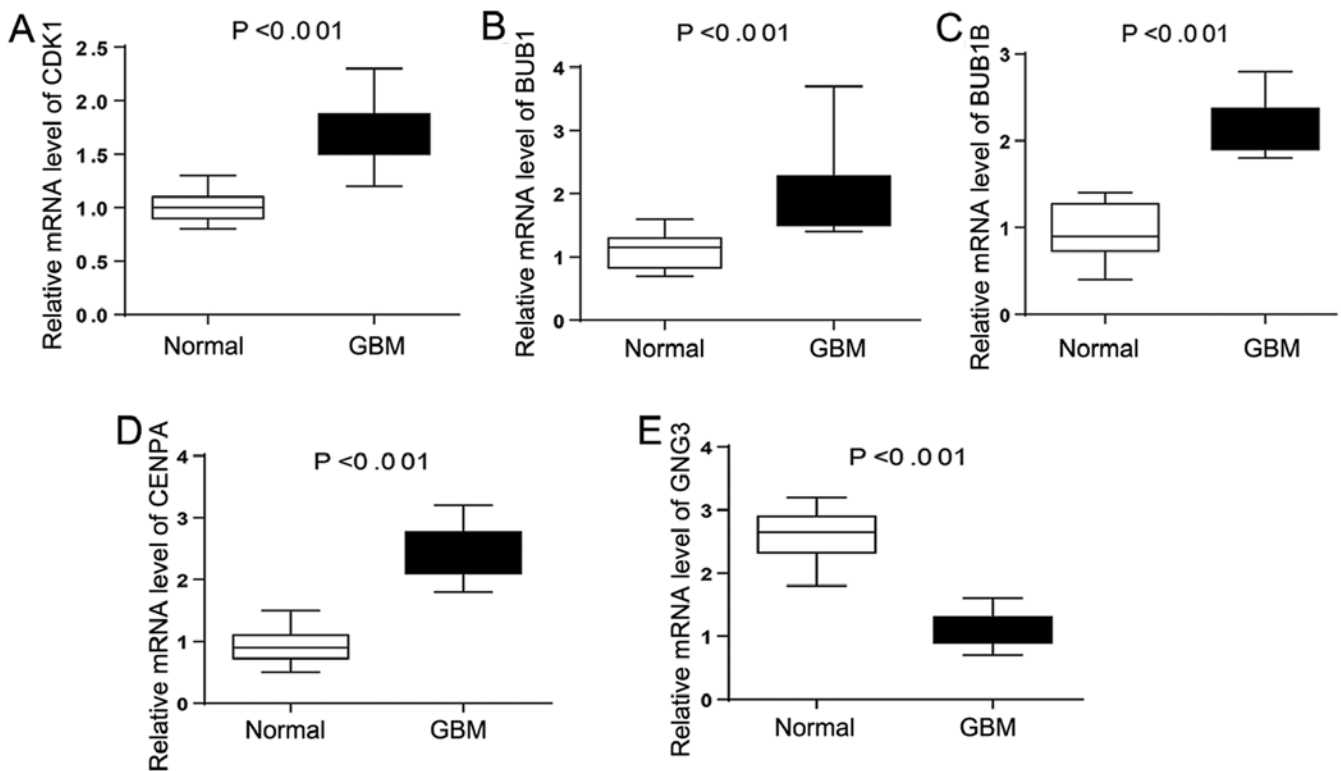 A
P <0.001
Relative mRNA level of CDK1
2.5
2.0
1.5
1.0
0.5
0.0
Normal
GBM
B
P <0.001
Relative mRNA level of BUB1
4
3
2
1
0
Normal
GBM
C
P <0.001
Relative mRNA level of BUB1B
3
2
1
0
Normal
GBM
D
P <0.001
Relative mRNA level of CENPA
4
3
2
1
0
Normal
GBM
E
P <0.001
Relative mRNA level of GNG3
4
3
2
1
0
Normal
GBM